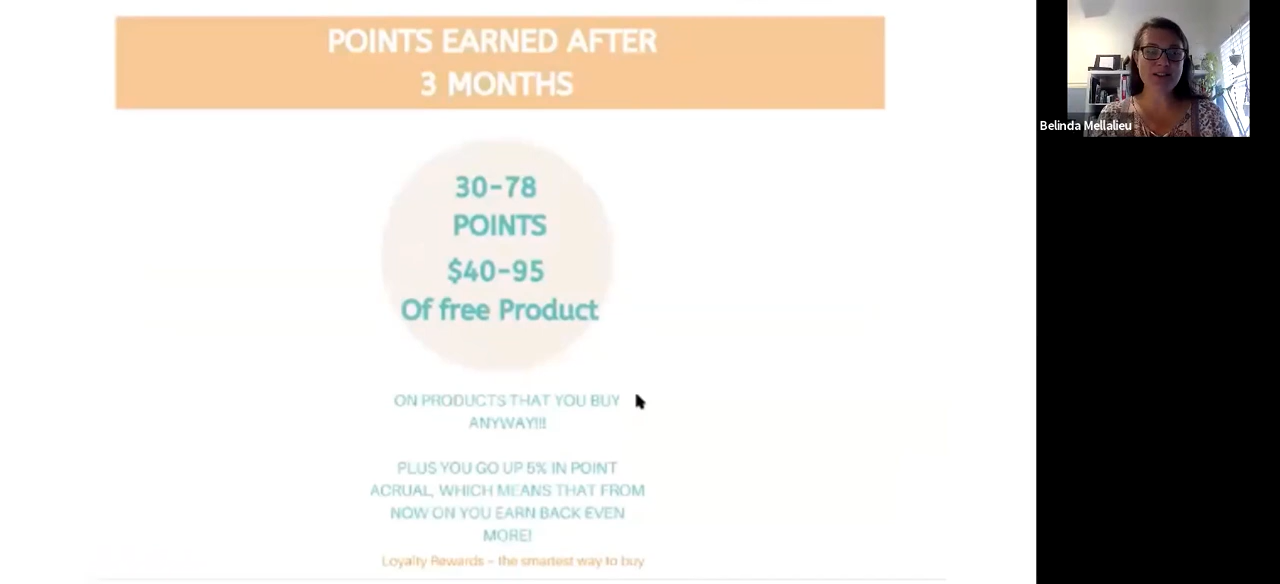 POINTS EARNED AFTER
3 MONTHS
30-78
POINTS
$40-95
Of free Product
ON PRODUCTS THAT YOU BUY
ANYWAY!!!
PLUS YOU GO UP 5% IN POINT
ACRUAL, WHICH MEANS THAT FROM
NOW ON YOU EARN BACK EVEN
MORE!
Loyalty Rewards - the smartest way to buy
Belinda Mellalieu